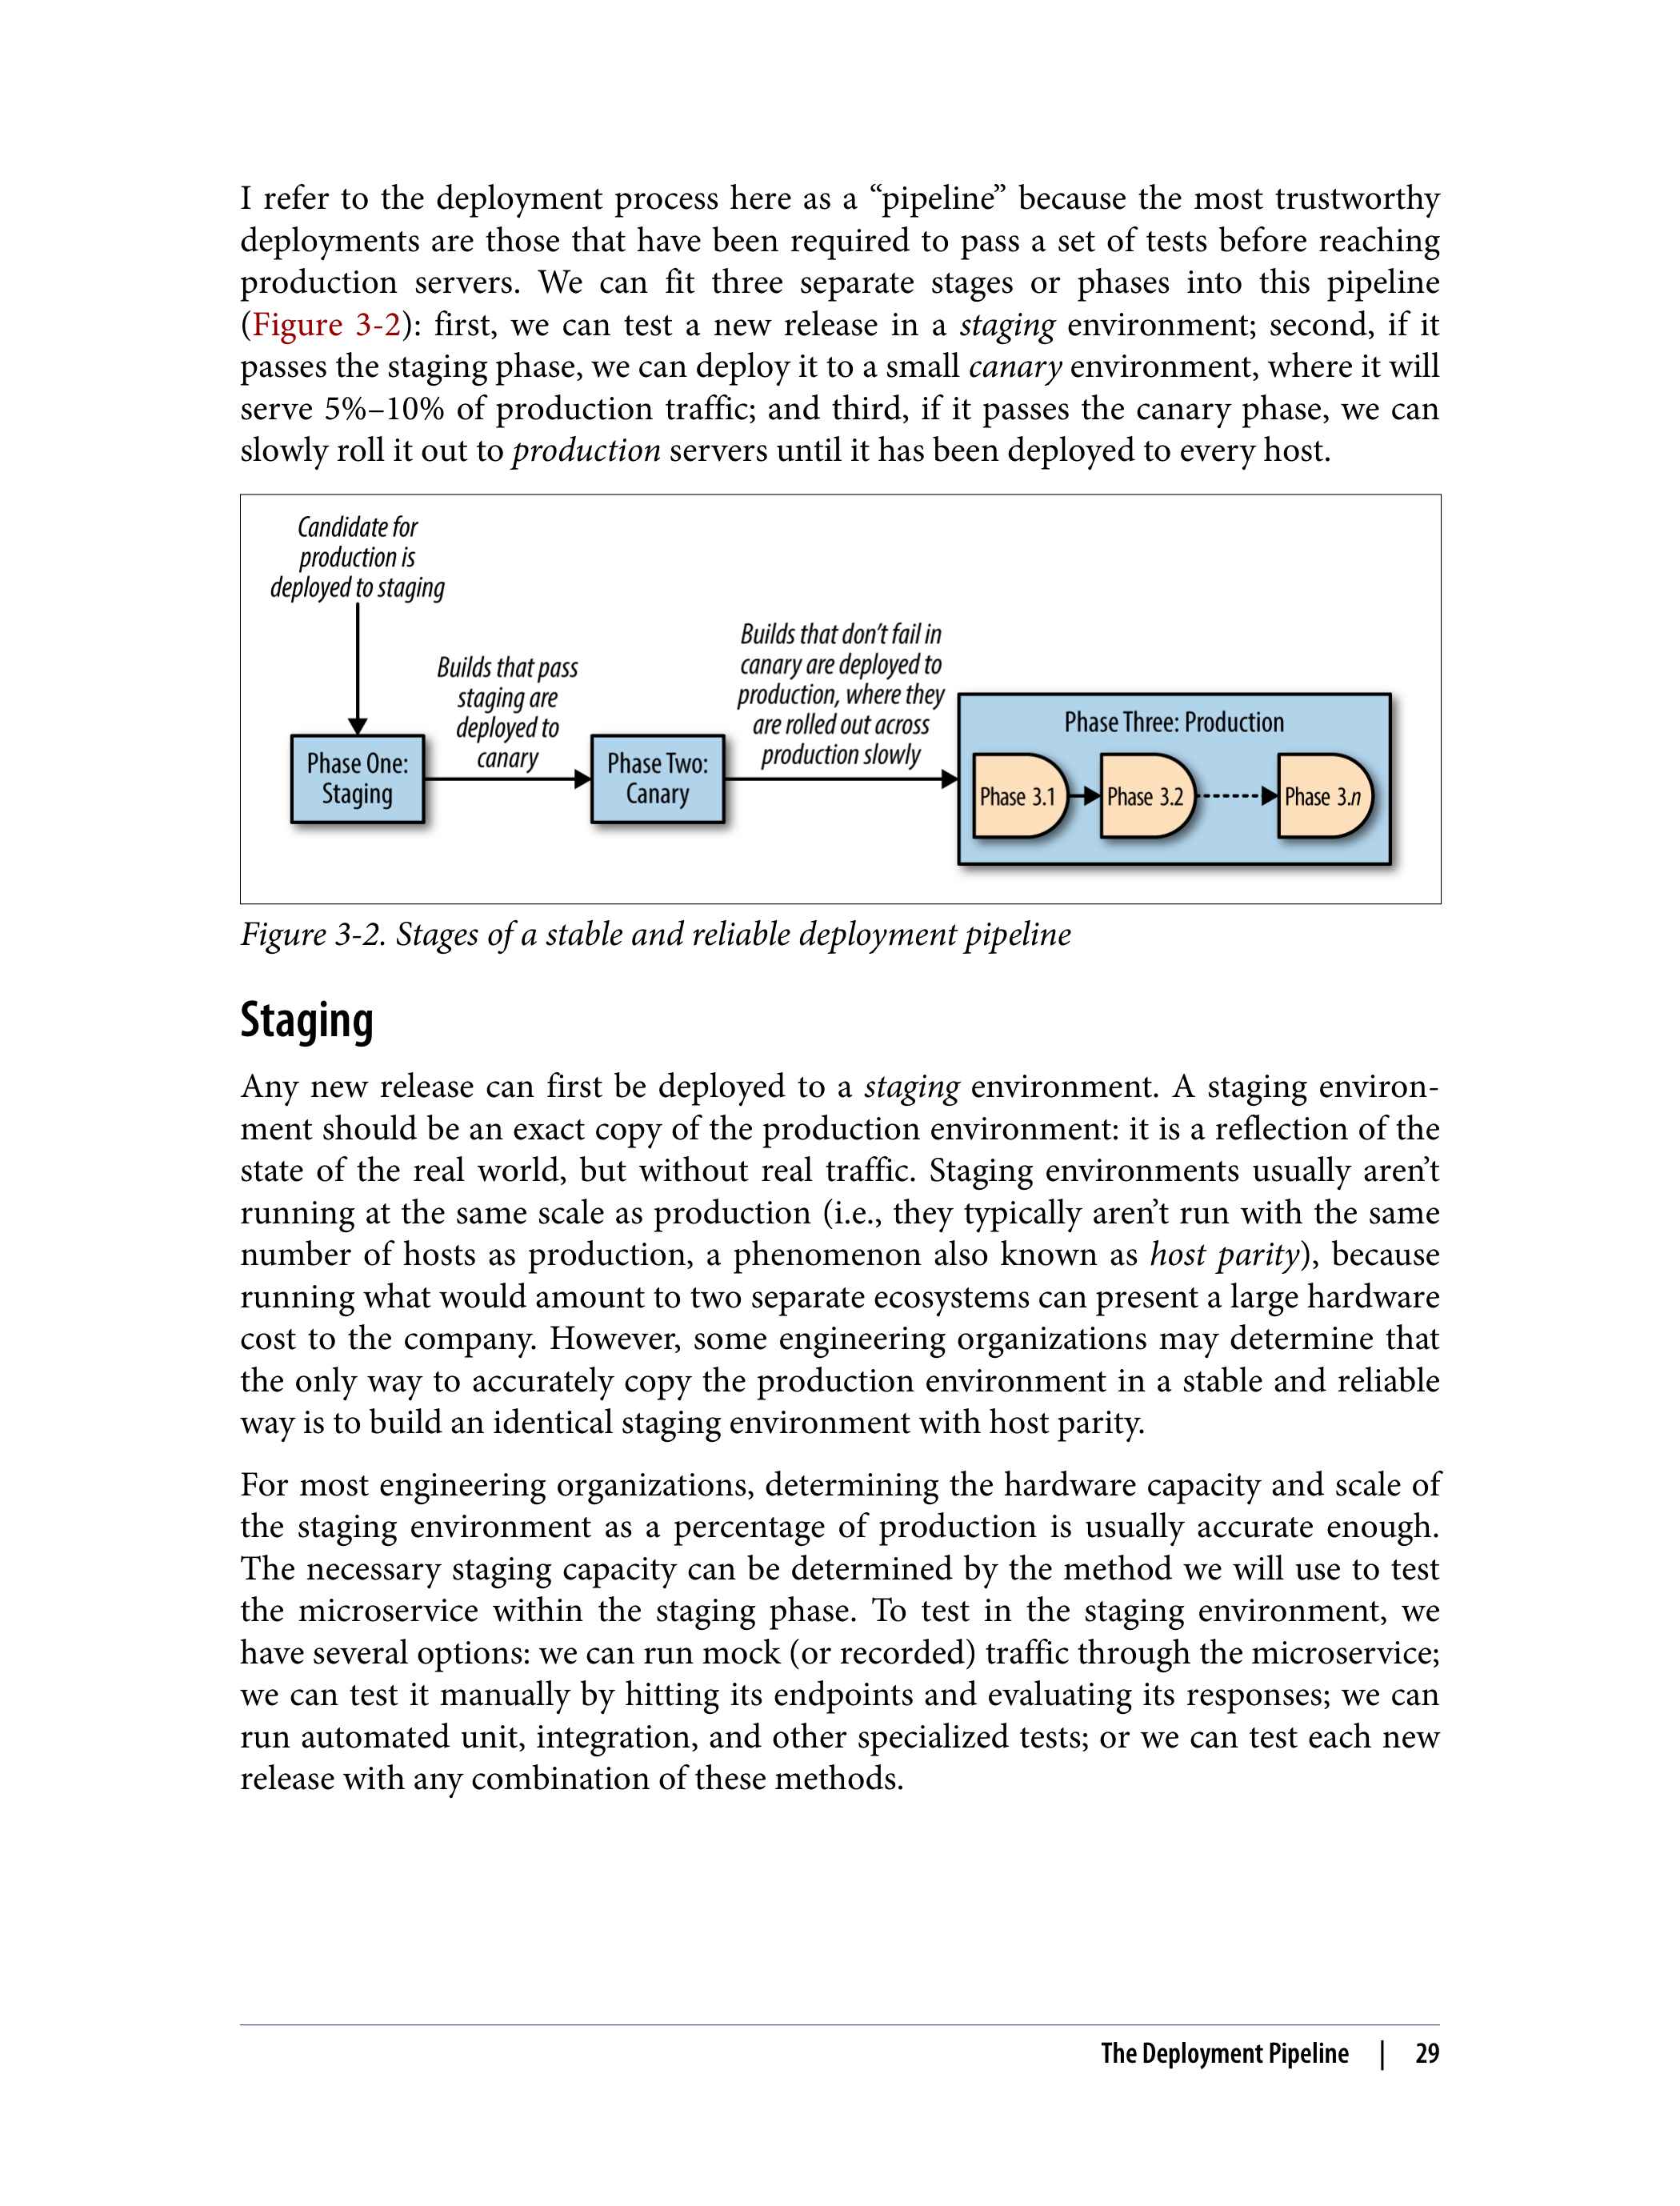 I refer to the deployment process here as a “pipeline” because the most trustworthy
deployments are those that have been required to pass a set of tests before reaching
production servers. We can fit three separate stages or phases into this pipeline
(Figure 3-2): first, we can test a new release in a staging environment; second, if it
passes the staging phase, we can deploy it to a small canary environment, where it will
serve 5%–10% of production traffic; and third, if it passes the canary phase, we can
slowly roll it out to production servers until it has been deployed to every host.
Candidate for
production is
deployed to staging
Builds that pass
staging are
deployed to
canary
Builds that don’t fail in
canary are deployed to
production, where they
are rolled out across
production slowly
Phase One:
Staging
Phase Two:
Canary
Phase Three: Production
Phase 3.1
Phase 3.2
Phase 3.n
Figure 3-2. Stages of a stable and reliable deployment pipeline
Staging
Any new release can first be deployed to a staging environment. A staging environ-
ment should be an exact copy of the production environment: it is a reflection of the
state of the real world, but without real traffic. Staging environments usually aren’t
running at the same scale as production (i.e., they typically aren’t run with the same
number of hosts as production, a phenomenon also known as host parity), because
running what would amount to two separate ecosystems can present a large hardware
cost to the company. However, some engineering organizations may determine that
the only way to accurately copy the production environment in a stable and reliable
way is to build an identical staging environment with host parity.
For most engineering organizations, determining the hardware capacity and scale of
the staging environment as a percentage of production is usually accurate enough.
The necessary staging capacity can be determined by the method we will use to test
the microservice within the staging phase. To test in the staging environment, we
have several options: we can run mock (or recorded) traffic through the microservice;
we can test it manually by hitting its endpoints and evaluating its responses; we can
run automated unit, integration, and other specialized tests; or we can test each new
release with any combination of these methods.
The Deployment Pipeline | 29